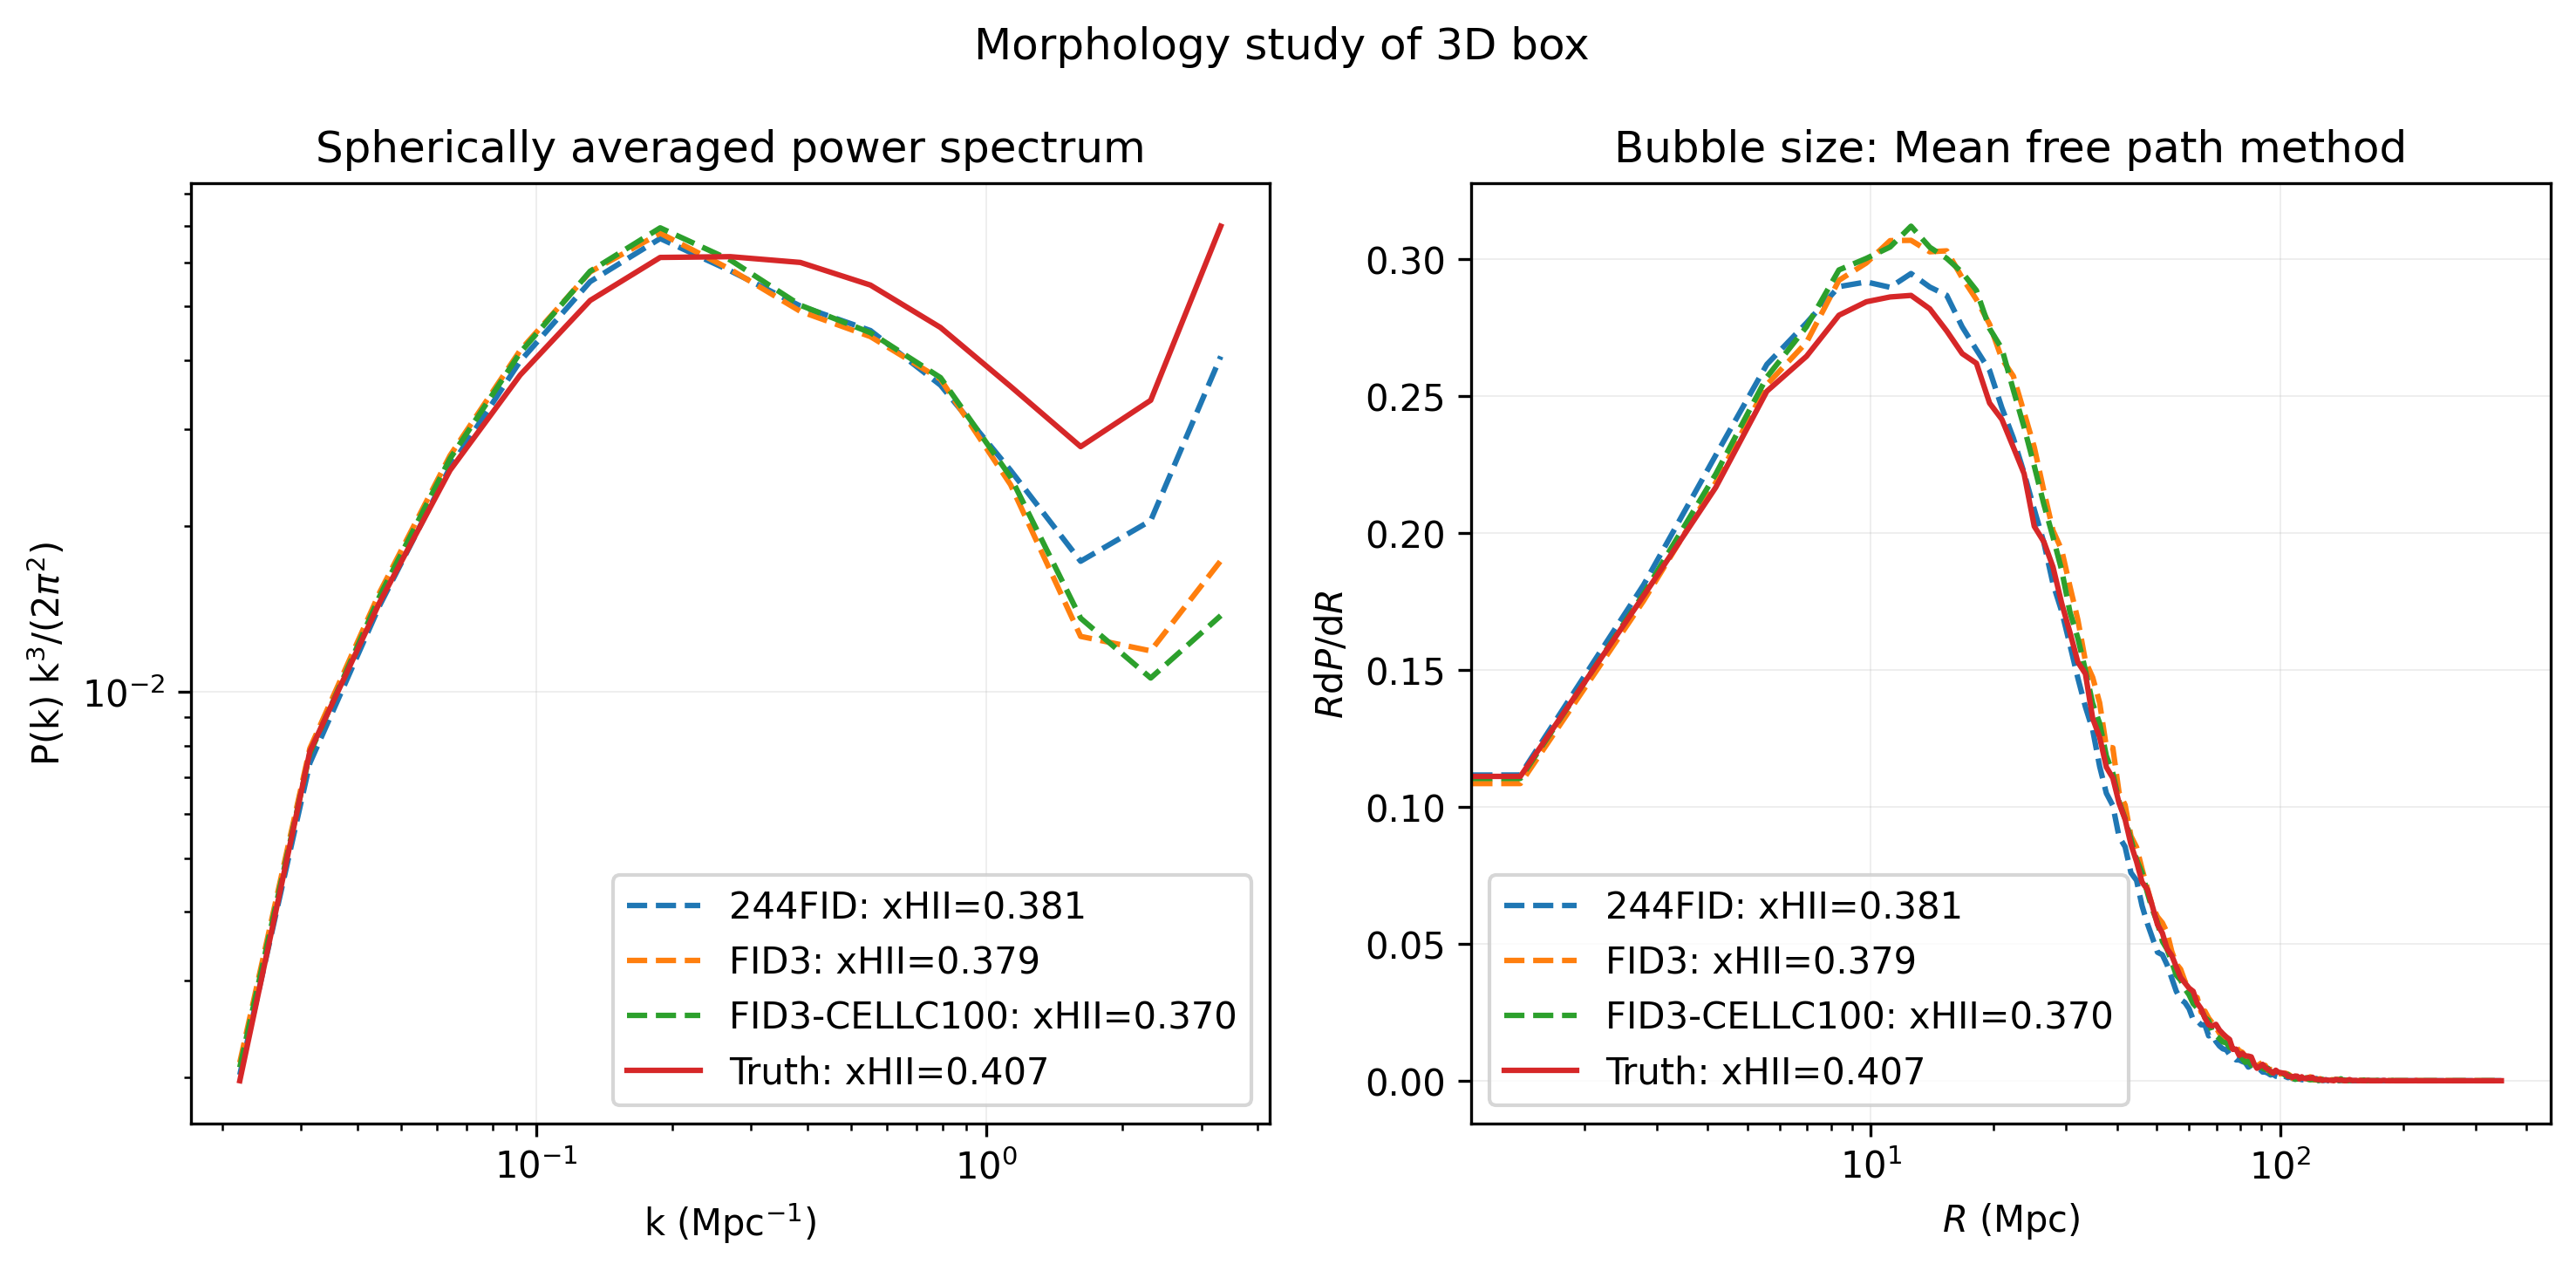 Morphology study of 3D box
Spherically averaged power spectrum
P(k) k³/(2π²)
10⁻²
10⁻¹
10⁰
k (Mpc⁻¹)
244FID: xHII=0.381
FID3: xHII=0.379
FID3-CELLC100: xHII=0.370
Truth: xHII=0.407
Bubble size: Mean free path method
RdP/dR
0.30
0.25
0.20
0.15
0.10
0.05
0.00
10¹
10²
R (Mpc)
244FID: xHII=0.381
FID3: xHII=0.379
FID3-CELLC100: xHII=0.370
Truth: xHII=0.407